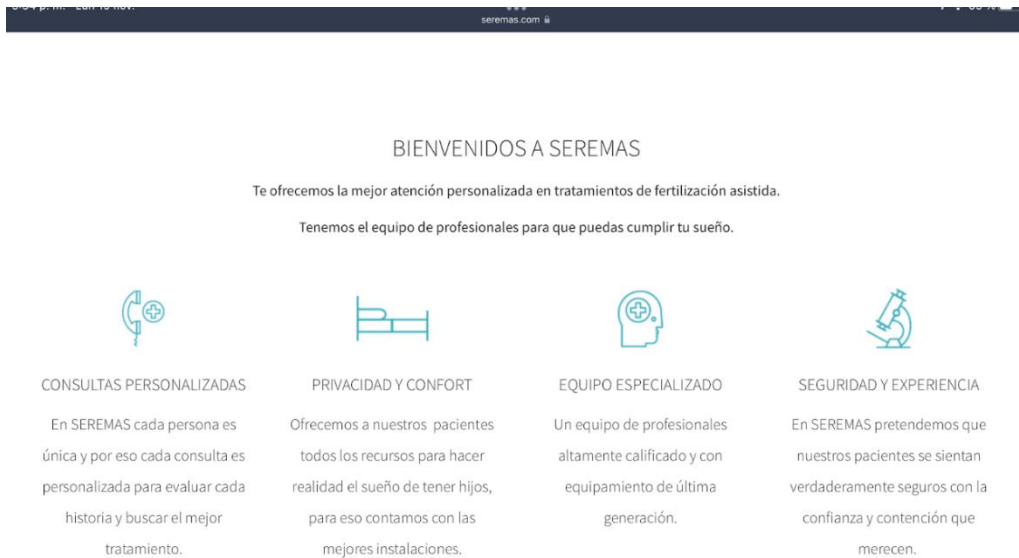 seremas.com
BIENVENIDOS A SEREMAS
Te ofrecemos la mejor atención personalizada en tratamientos de fertilización asistida.
Tenemos el equipo de profesionales para que puedas cumplir tu sueño.
CONSULTAS PERSONALIZADAS
En SEREMAS cada persona es
única y por eso cada consulta es
personalizada para evaluar cada
historia y buscar el mejor
tratamiento.
PRIVACIDAD Y CONFORT
Ofrecemos a nuestros pacientes
todos los recursos para hacer
realidad el sueño de tener hijos,
para eso contamos con las
mejores instalaciones.
EQUIPO ESPECIALIZADO
Un equipo de profesionales
altamente calificado y con
equipamiento de última
generación.
SEGURIDAD Y EXPERIENCIA
En SEREMAS pretendemos que
nuestros pacientes se sientan
verdaderamente seguros con la
confianza y contención que
merecen.